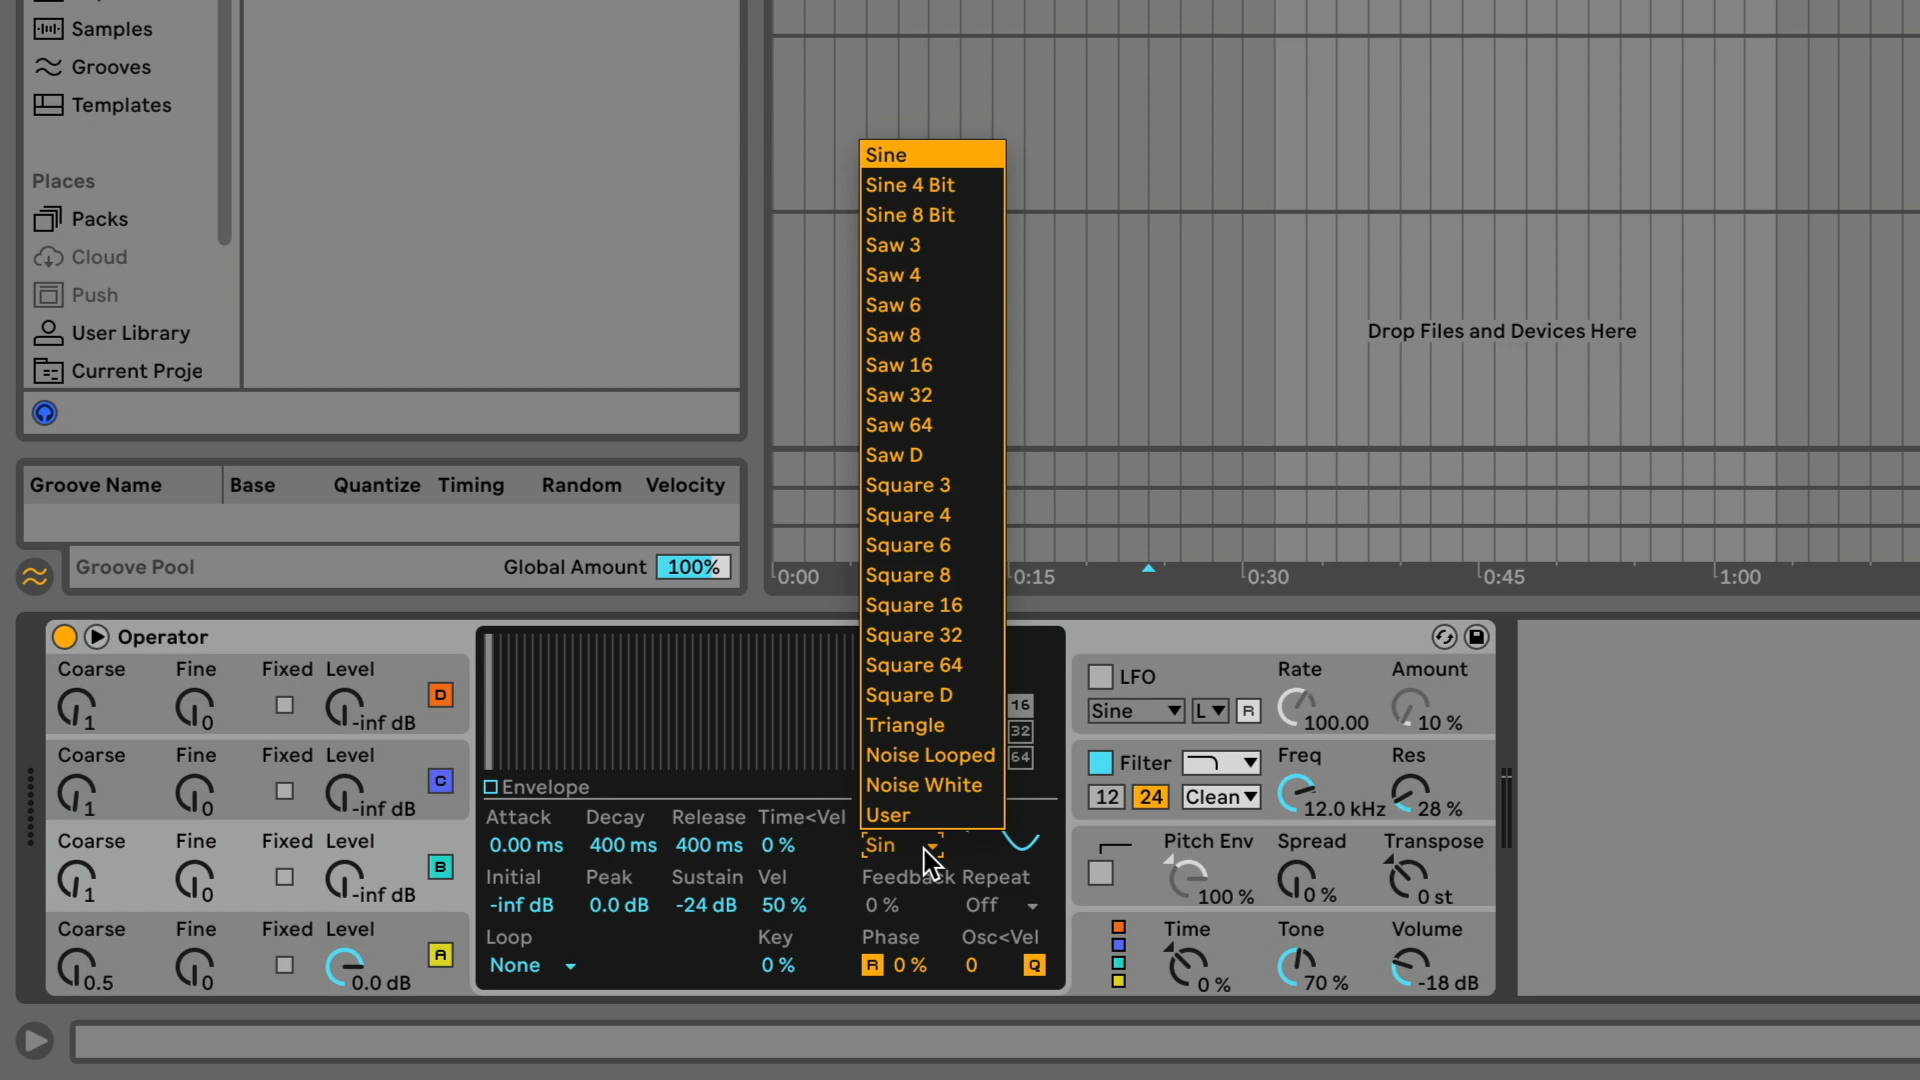 Samples
Grooves
Templates
Places
Packs
Cloud
Push
User Library
Current Proje
Groove Name Base Quantize Timing Random Velocity
Groove Pool Global Amount 100%
Drop Files and Devices Here
0:00 0:15 0:30 0:45 1:00
Sine
Sine 4 Bit
Sine 8 Bit
Saw 3
Saw 4
Saw 6
Saw 8
Saw 16
Saw 32
Saw 64
Saw D
Square 3
Square 4
Square 6
Square 8
Square 16
Square 32
Square 64
Square D
Triangle
Noise Looped
Noise White
User
Operator
Coarse Fine Fixed Level
1 0 -inf dB D
Coarse Fine Fixed Level
1 0 -inf dB C
Coarse Fine Fixed Level
1 0 -inf dB B
Coarse Fine Fixed Level
0.5 0 0.0 dB A
16
32
64
Envelope
Attack Decay Release Time<Vel
0.00 ms 400 ms 400 ms 0 % Sin
Initial Peak Sustain Vel Feedback Repeat
-inf dB 0.0 dB -24 dB 50 % 0 % Off
Loop Key Phase Osc<Vel
None 0 % R 0 % 0 Q
LFO Rate Amount
Sine L R 100.00 10 %
Filter Freq Res
12 24 Clean 12.0 kHz 28 %
Pitch Env Spread Transpose
100 % 0 % 0 st
Time Tone Volume
0 % 70 % -18 dB